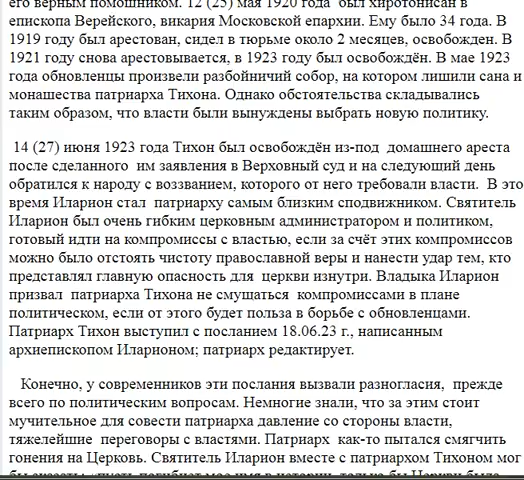 его верным помощником. 12 (25) мая 1920 года был хиротонисан в
епископа Верейского, викария Московской епархии. Ему было 34 года. В
1919 году был арестован, сидел в тюрьме около 2 месяцев, освобожден. В
1921 году снова арестовывается, в 1923 году был освобождён. В мае 1923
года обновленцы произвели разбойничий собор, на котором лишили сана и
монашества патриарха Тихона. Однако обстоятельства складывались
таким образом, что власти были вынуждены выбрать новую политику.
14 (27) июня 1923 года Тихон был освобождён из-под домашнего ареста
после сделанного им заявления в Верховный суд и на следующий день
обратился к народу с воззванием, которого от него требовали власти. В это
время Иларион стал патриарху самым близким сподвижником. Святитель
Иларион был очень гибким церковным администратором и политиком,
готовый идти на компромиссы с властью, если за счёт этих компромиссов
можно было отстоять чистоту православной веры и нанести удар тем, кто
представлял главную опасность для церкви изнутри. Владыка Иларион
призвал патриарха Тихона не смущаться компромиссами в плане
политическом, если от этого будет польза в борьбе с обновленцами.
Патриарх Тихон выступил с посланием 18.06.23 г., написанным
архиепископом Иларионом; патриарх редактирует.
Конечно, у современников эти послания вызвали разногласия, прежде
всего по политическим вопросам. Немногие знали, что за этим стоит
мучительное для совести патриарха давление со стороны власти,
тяжелейшие переговоры с властями. Патриарх как-то пытался смягчить
гонения на Церковь. Святитель Иларион вместе с патриархом Тихоном мог